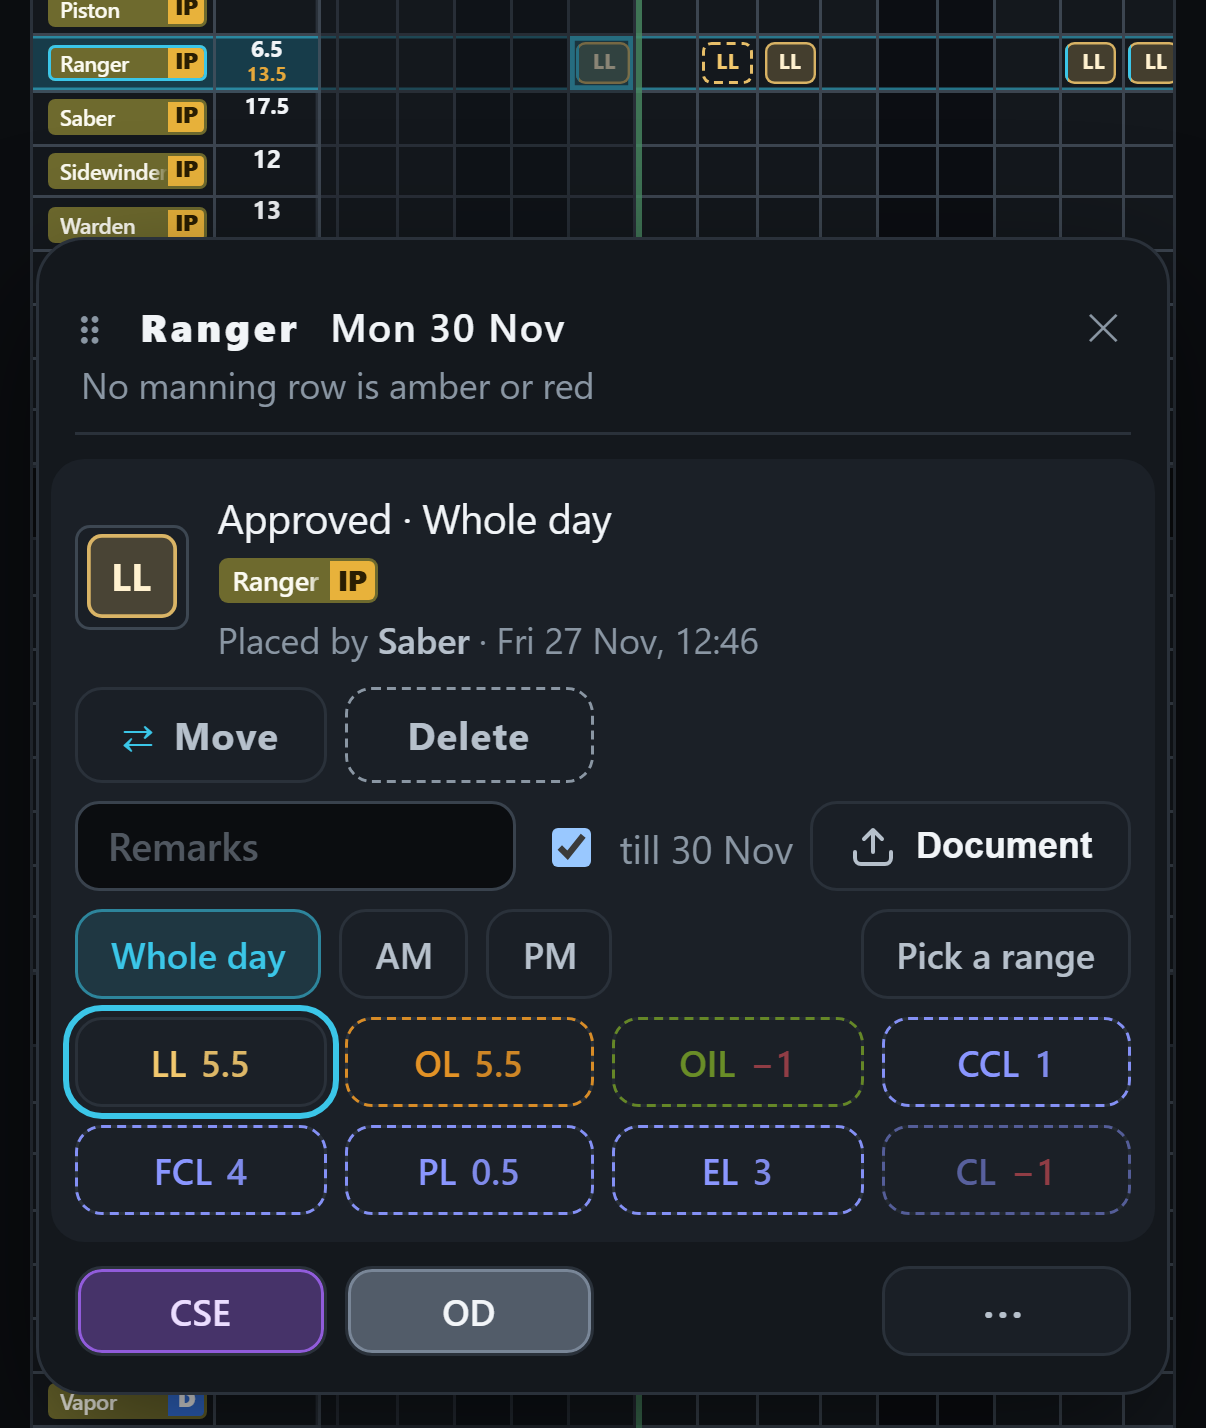 Piston IP
Ranger IP 6.5 LL LL LL LL LL
13.5
Saber IP 17.5
Sidewinder IP 12
Warden IP 13
Ranger Mon 30 Nov
No manning row is amber or red
LL
Approved · Whole day
Ranger IP
Placed by Saber · Fri 27 Nov, 12:46
Move Delete
Remarks till 30 Nov Document
Whole day AM PM Pick a range
LL 5.5 OL 5.5 OIL −1 CCL 1
FCL 4 PL 0.5 EL 3 CL −1
CSE OD ...
Vapor D